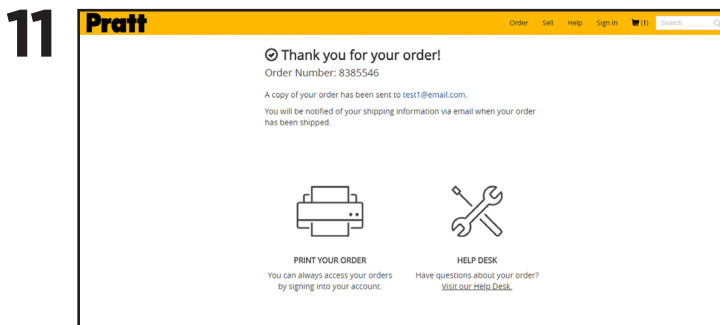 11
Pratt
Order Sell Help Sign In (1) Search
Thank you for your order!
Order Number: 8385546
A copy of your order has been sent to test1@email.com.
You will be notified of your shipping information via email when your order
has been shipped.
PRINT YOUR ORDER
You can always access your orders
by signing into your account.
HELP DESK
Have questions about your order?
Visit our Help Desk.